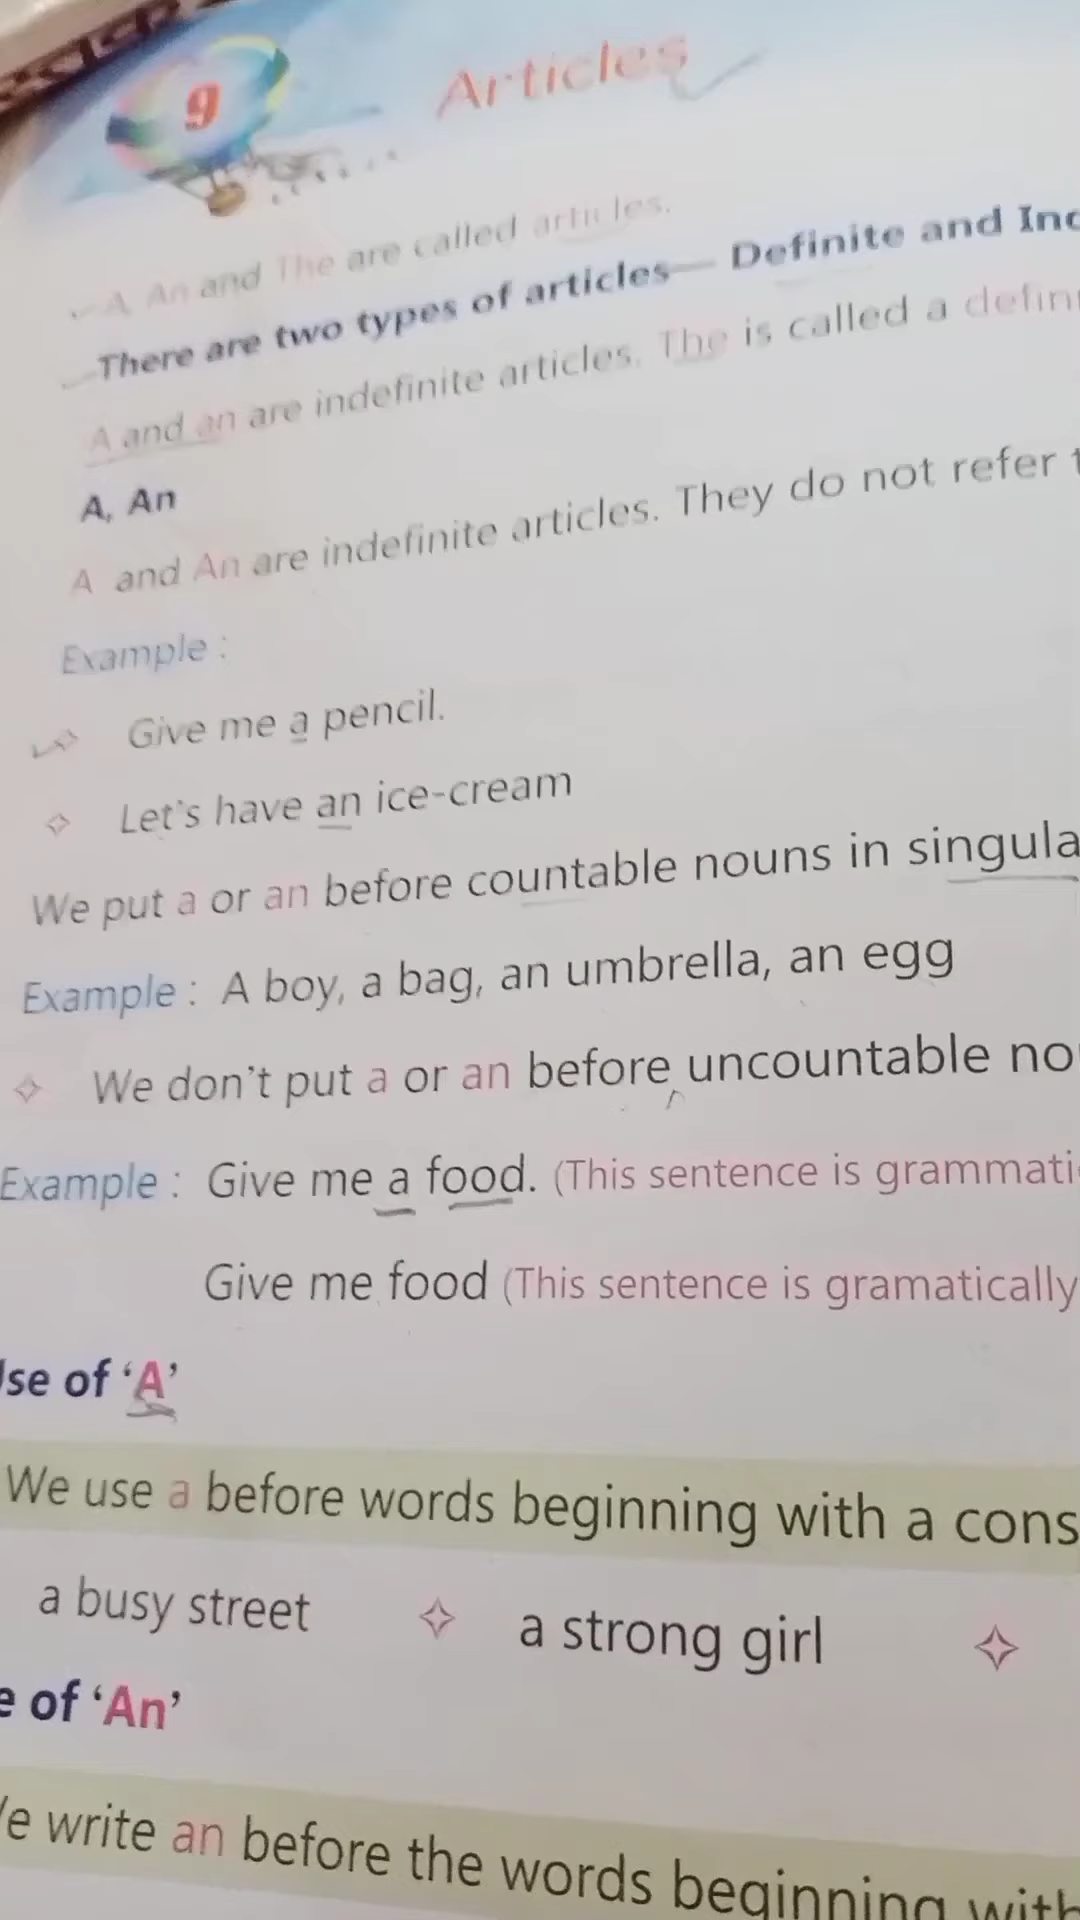 9
Articles
A, An and The are called articles.
There are two types of articles— Definite and
A and an are indefinite articles. The is called a
A, An
A and An are indefinite articles. They do not refer
Example :
Give me a pencil.
Let's have an ice-cream
We put a or an before countable nouns in singula
Example : A boy, a bag, an umbrella, an egg
We don't put a or an before uncountable no
Example : Give me a food. (This sentence is grammati
Give me food (This sentence is gramatically
se of 'A'
We use a before words beginning with a cons
a busy street a strong girl
e of 'An'
e write an before the words beginning with